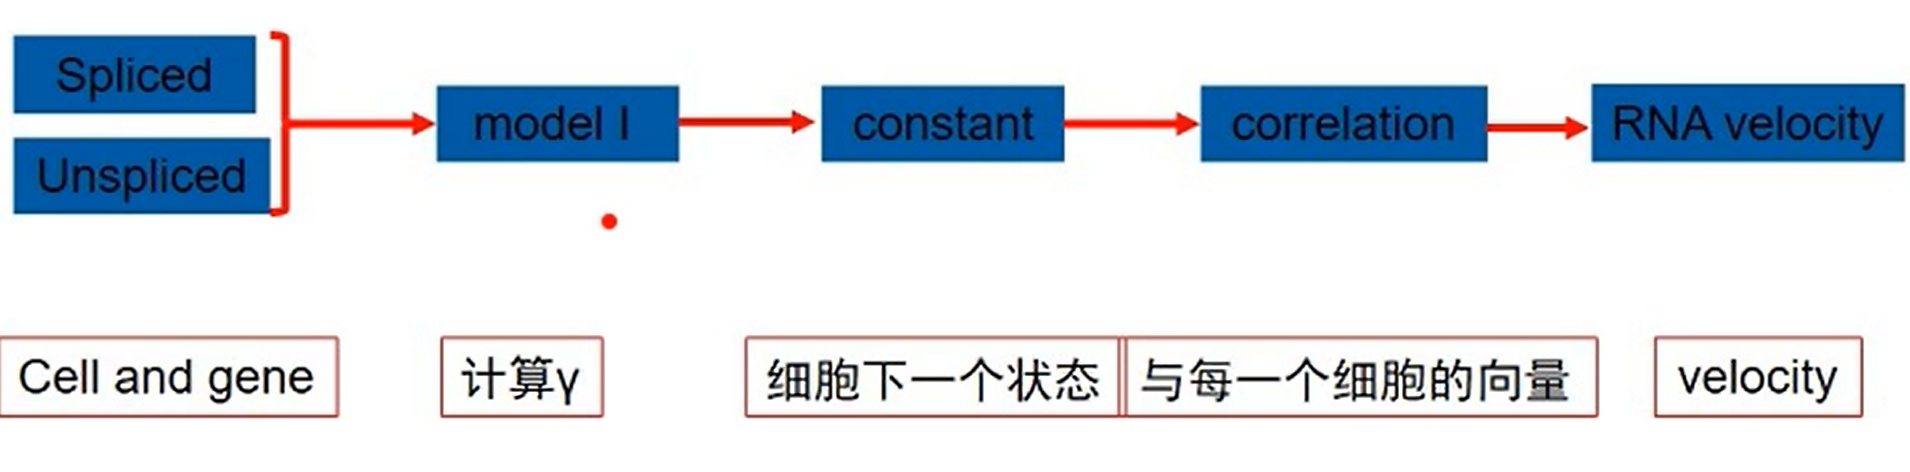 Spliced
Unspliced
model I
constant
correlation
RNA velocity
Cell and gene
计算γ
细胞下一个状态
与每一个细胞的向量
velocity